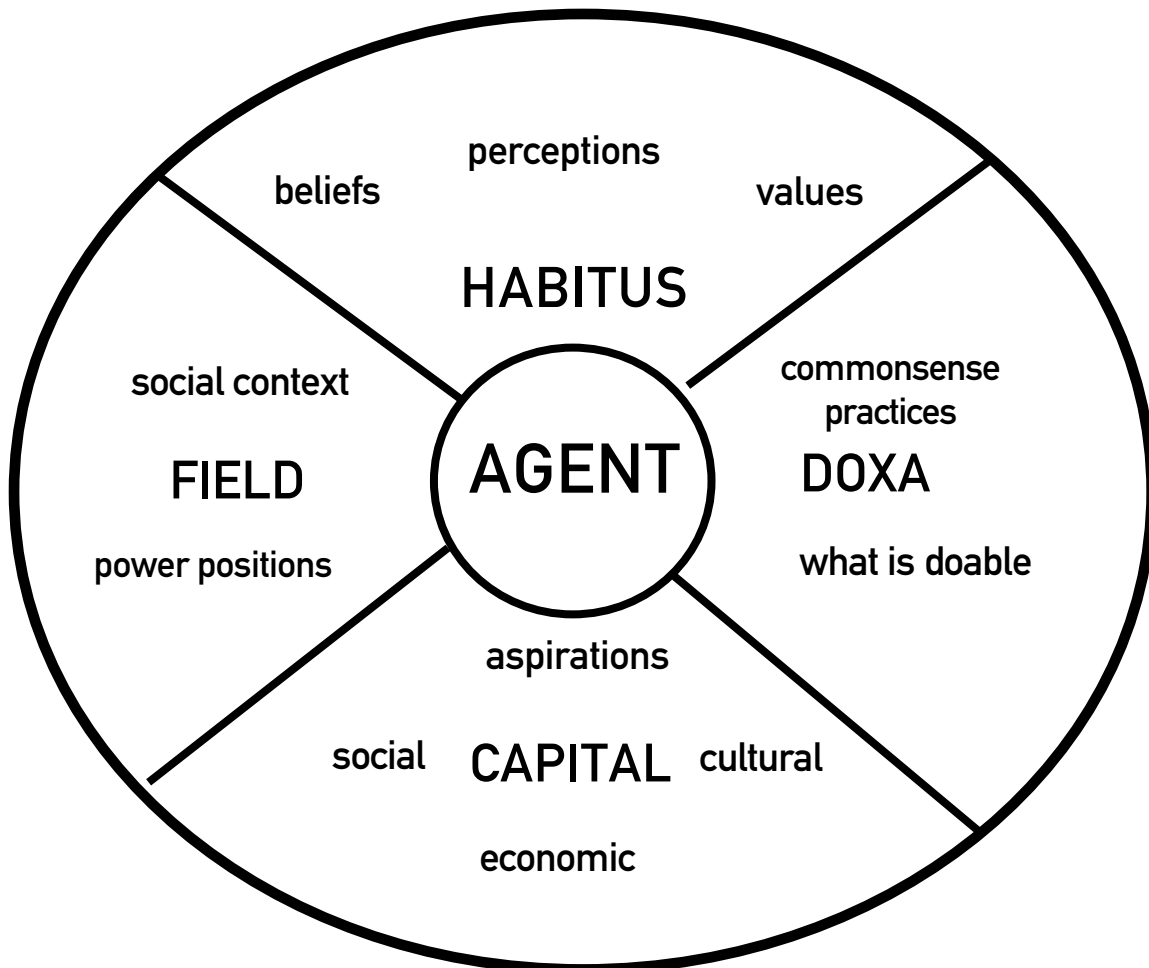 perceptions
beliefs
values
HABITUS
social context
FIELD
power positions
AGENT
commonsense
practices
DOXA
what is doable
aspirations
social
CAPITAL
cultural
economic